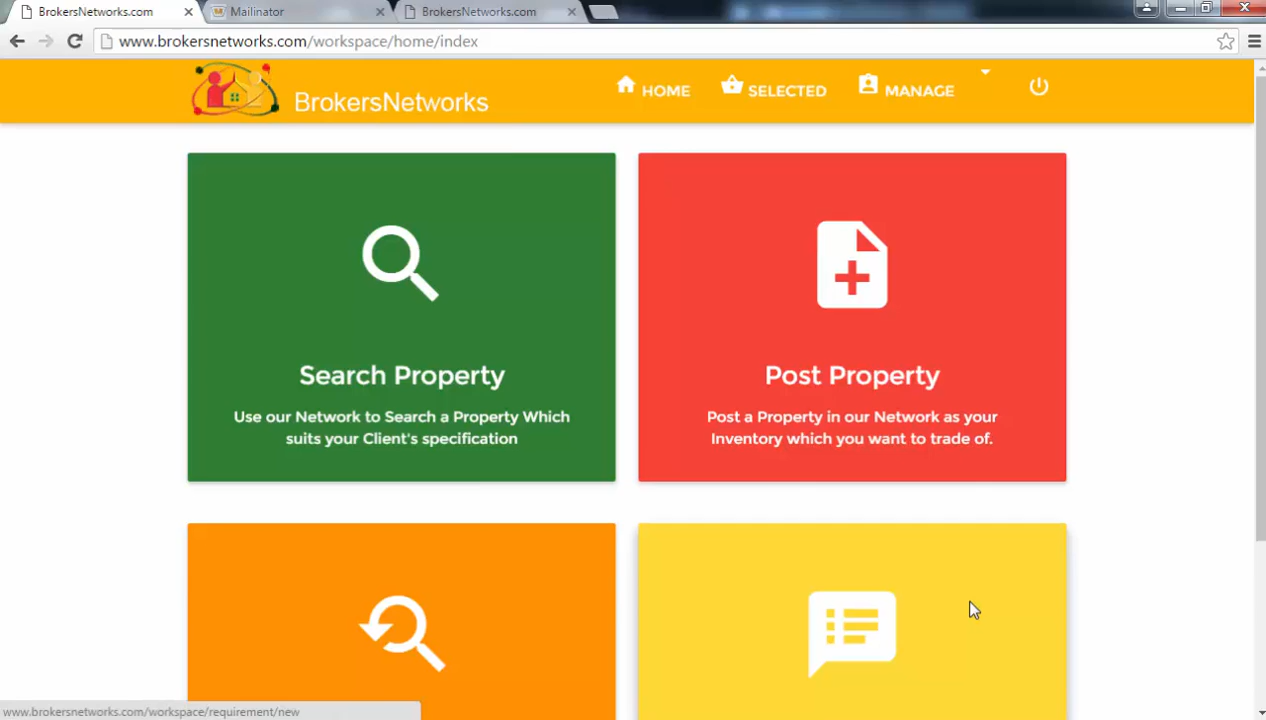 BrokersNetworks.com
Mailinator
BrokersNetworks.com
www.brokersnetworks.com/workspace/home/index
BrokersNetworks
HOME
SELECTED
MANAGE
Search Property
Use our Network to Search a Property Which
suits your Client's specification
Post Property
Post a Property in our Network as your
Inventory which you want to trade of.
www.brokersnetworks.com/workspace/requirement/new